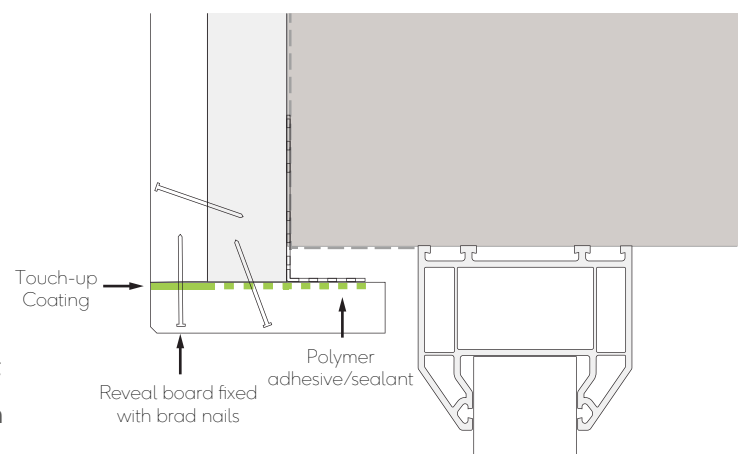 Touch-up
Coating
Polymer
adhesive/sealant
Reveal board fixed
with brad nails